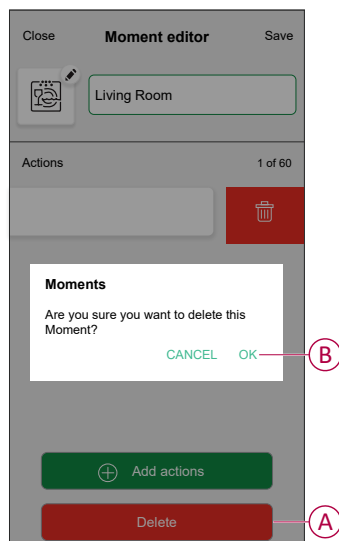 Close Moment editor Save
Living Room
Actions 1 of 60
Moments
Are you sure you want to delete this
Moment?
CANCEL OK
B
Add actions
Delete
A